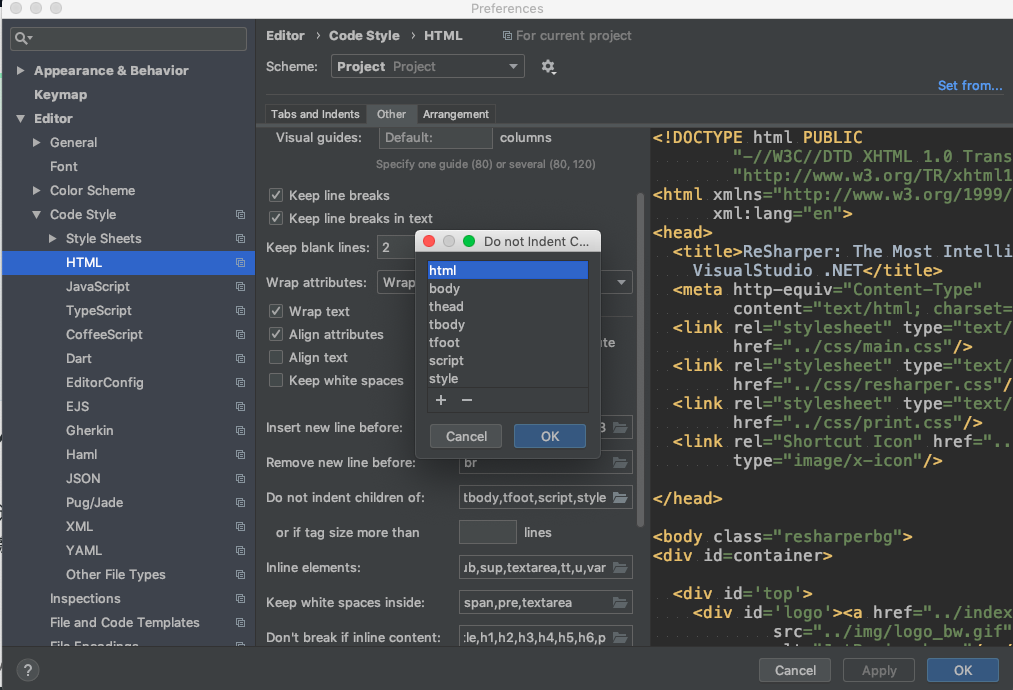 Preferences
Editor › Code Style › HTML For current project
Scheme: Project Project
Set from...
Tabs and Indents Other Arrangement
Appearance & Behavior
Keymap
Editor
General
Font
Color Scheme
Code Style
Style Sheets
HTML
JavaScript
TypeScript
CoffeeScript
Dart
EditorConfig
EJS
Gherkin
Haml
JSON
Pug/Jade
XML
YAML
Other File Types
Inspections
File and Code Templates
File Encodings
Visual guides: Default: columns
Specify one guide (80) or several (80, 120)
Keep line breaks
Keep line breaks in text
Keep blank lines: 2
Wrap attributes: Wrap
Wrap text
Align attributes
Align text
Keep white spaces
Insert new line before:
Remove new line before: br
Do not indent children of: tbody,tfoot,script,style
or if tag size more than lines
Inline elements: ub,sup,textarea,tt,u,var
Keep white spaces inside: span,pre,textarea
Don't break if inline content: tle,h1,h2,h3,h4,h5,h6,p
Do not Indent C...
html
body
thead
tbody
tfoot
script
style
+ −
Cancel OK
<!DOCTYPE html PUBLIC
"-//W3C//DTD XHTML 1.0 Trans
"http://www.w3.org/TR/xhtml1
<html xmlns="http://www.w3.org/1999/
xml:lang="en">
<head>
<title>ReSharper: The Most Intelli
VisualStudio .NET</title>
<meta http-equiv="Content-Type"
content="text/html; charset=
<link rel="stylesheet" type="text/
href="../css/main.css"/>
<link rel="stylesheet" type="text/
href="../css/resharper.css"/
<link rel="stylesheet" type="text/
href="../css/print.css"/>
<link rel="Shortcut Icon" href="..
type="image/x-icon"/>
</head>
<body class="resharperbg">
<div id=container>
<div id='top'>
<div id='logo'><a href="../index
src="../img/logo_bw.gif"
? Cancel Apply OK